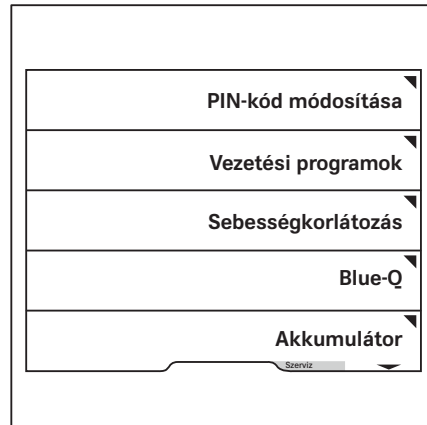 PIN-kód módosítása
Vezetési programok
Sebességkorlátozás
Blue-Q
Akkumulátor
Szerviz